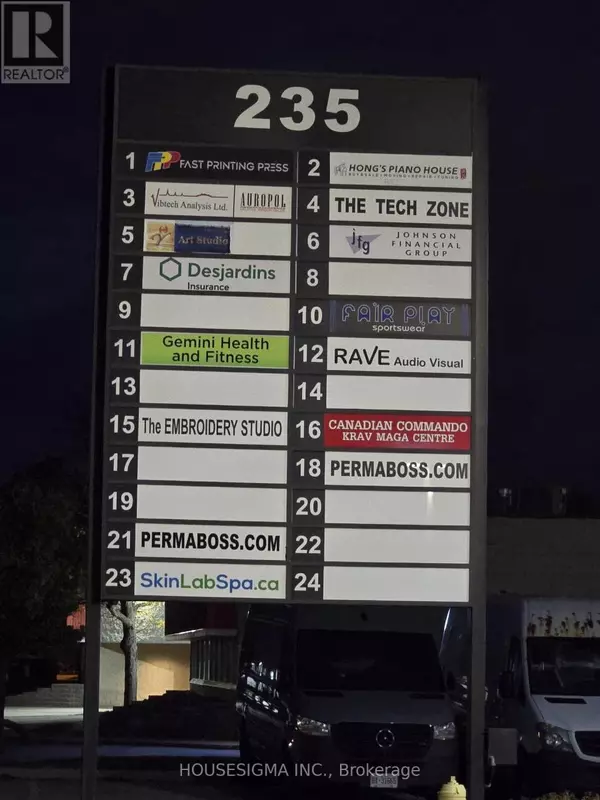 REALTOR®
235
1 FPP FAST PRINTING PRESS
2 HONG'S PIANO HOUSE
3 Vibtech Analysis Ltd. AUROPOL
4 THE TECH ZONE
5 Art Studio
6 jfg JOHNSON FINANCIAL GROUP
7 Desjardins Insurance
8
9
10 FAIR PLAY sportswear
11 Gemini Health and Fitness
12 RAVE Audio Visual
13
14
15 The EMBROIDERY STUDIO
16 CANADIAN COMMANDO KRAV MAGA CENTRE
17
18 PERMABOSS.COM
19
20
21 PERMABOSS.COM
22
23 SkinLabSpa.ca
24
HOUSESIGMA INC., Brokerage